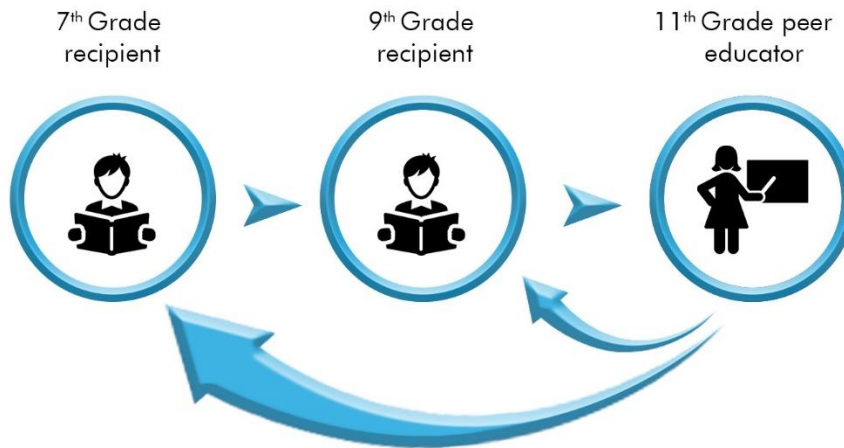 7th Grade
recipient
9th Grade
recipient
11th Grade peer
educator